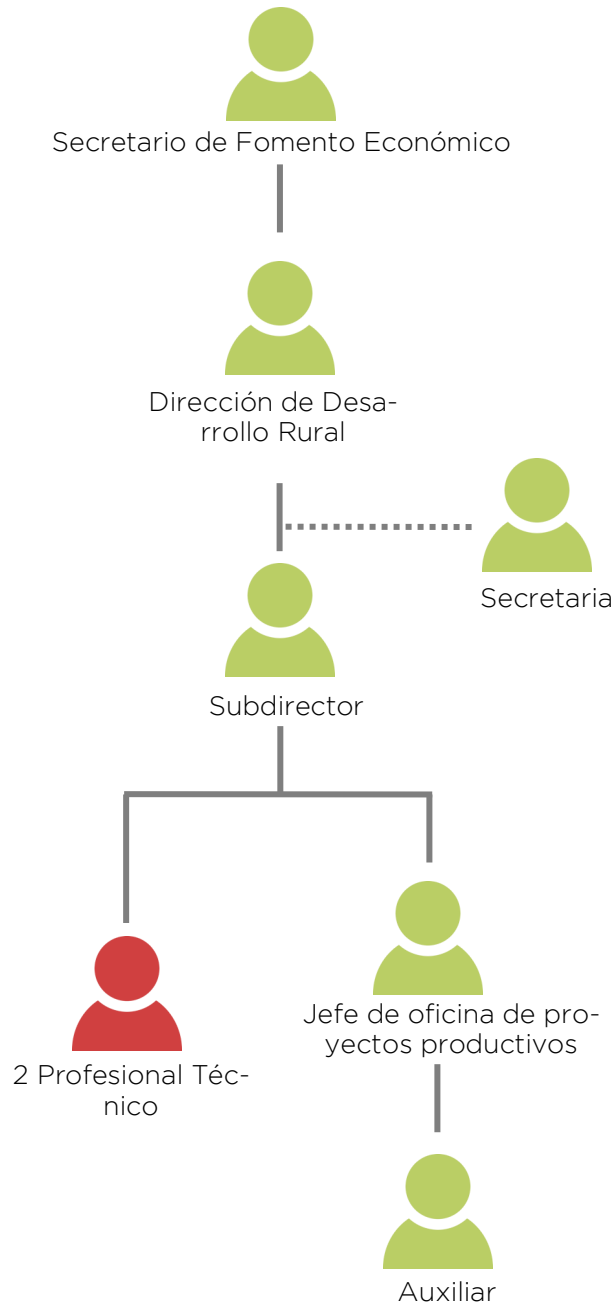 Secretario de Fomento Económico
Dirección de Desa-
rrollo Rural
Secretaria
Subdirector
Jefe de oficina de pro-
yectos productivos
2 Profesional Téc-
nico
Auxiliar